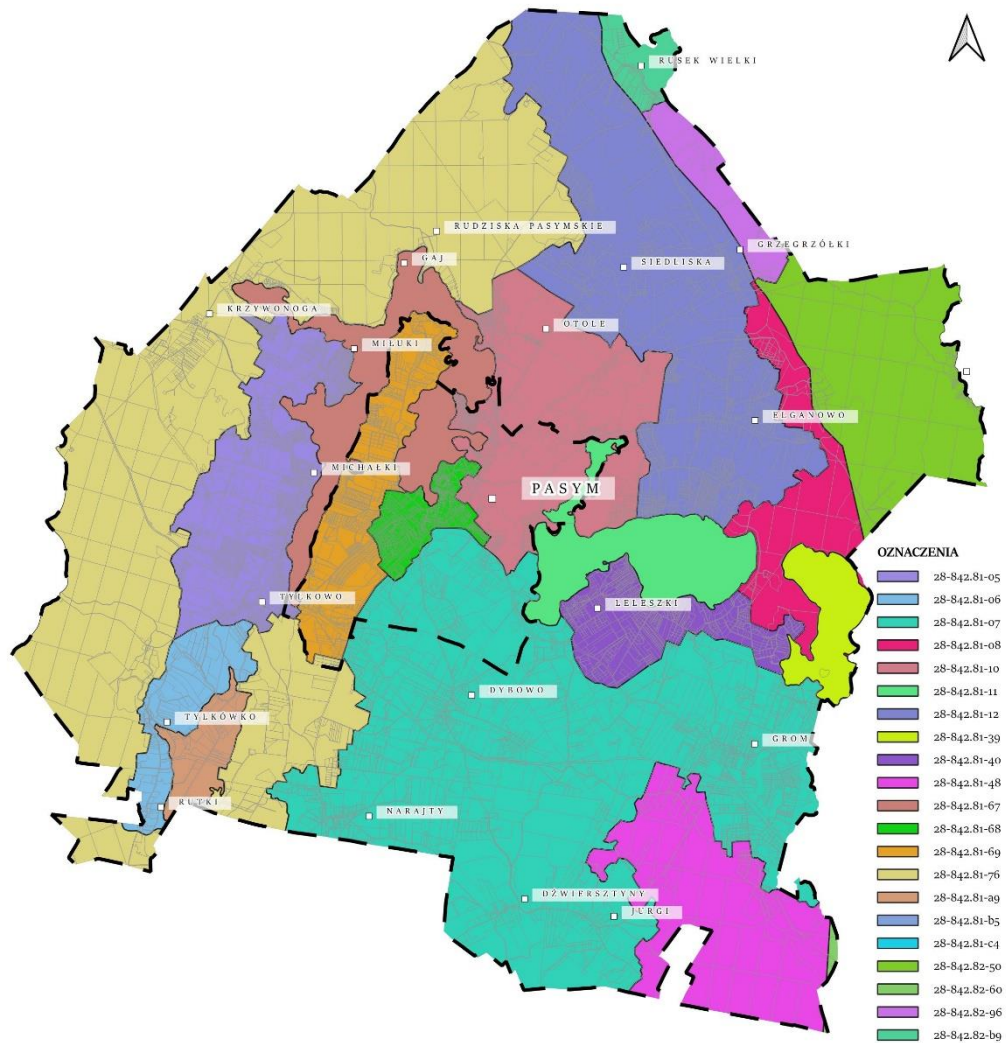 RUSEK WIELKI
RUDZISKA PASYMSKIE
GRZEGRZÓŁKI
GAJ
SIEDLISKA
KRZYWONOGA
OTOLE
MIŁUKI
ELGANOWO
MICHAŁKI
PASYM
TYLKOWO
LELESZKI
DYBOWO
TYLKÓWKO
GROM
RUTKI
NARAJTY
DŹWIERSZTYNY
JURGI
OZNACZENIA
28-842.81-05
28-842.81-06
28-842.81-07
28-842.81-08
28-842.81-10
28-842.81-11
28-842.81-12
28-842.81-39
28-842.81-40
28-842.81-48
28-842.81-67
28-842.81-68
28-842.81-69
28-842.81-76
28-842.81-a9
28-842.81-b5
28-842.81-c4
28-842.82-50
28-842.82-60
28-842.82-96
28-842.82-b9